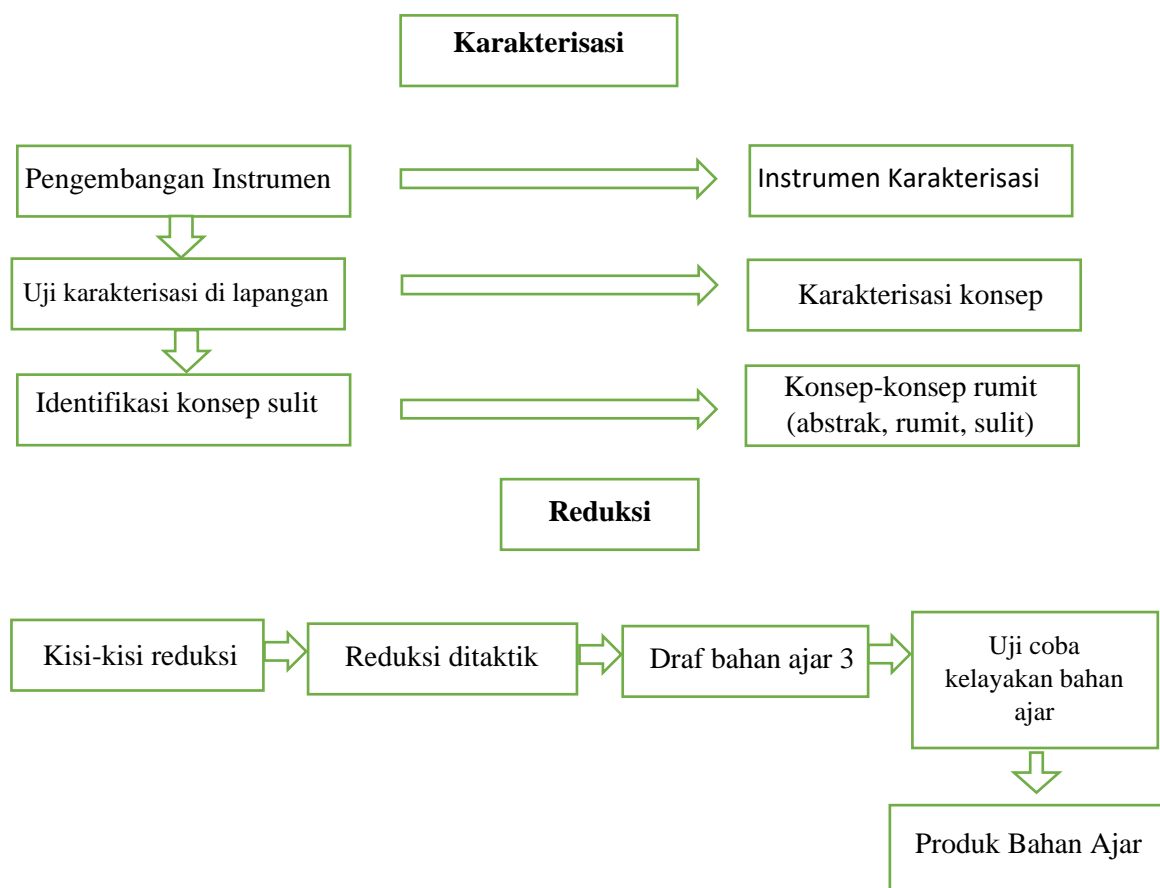 Karakterisasi
Pengembangan Instrumen
Instrumen Karakterisasi
Uji karakterisasi di lapangan
Karakterisasi konsep
Identifikasi konsep sulit
Konsep-konsep rumit
(abstrak, rumit, sulit)
Reduksi
Kisi-kisi reduksi
Reduksi ditaktik
Draf bahan ajar 3
Uji coba
kelayakan bahan
ajar
Produk Bahan Ajar